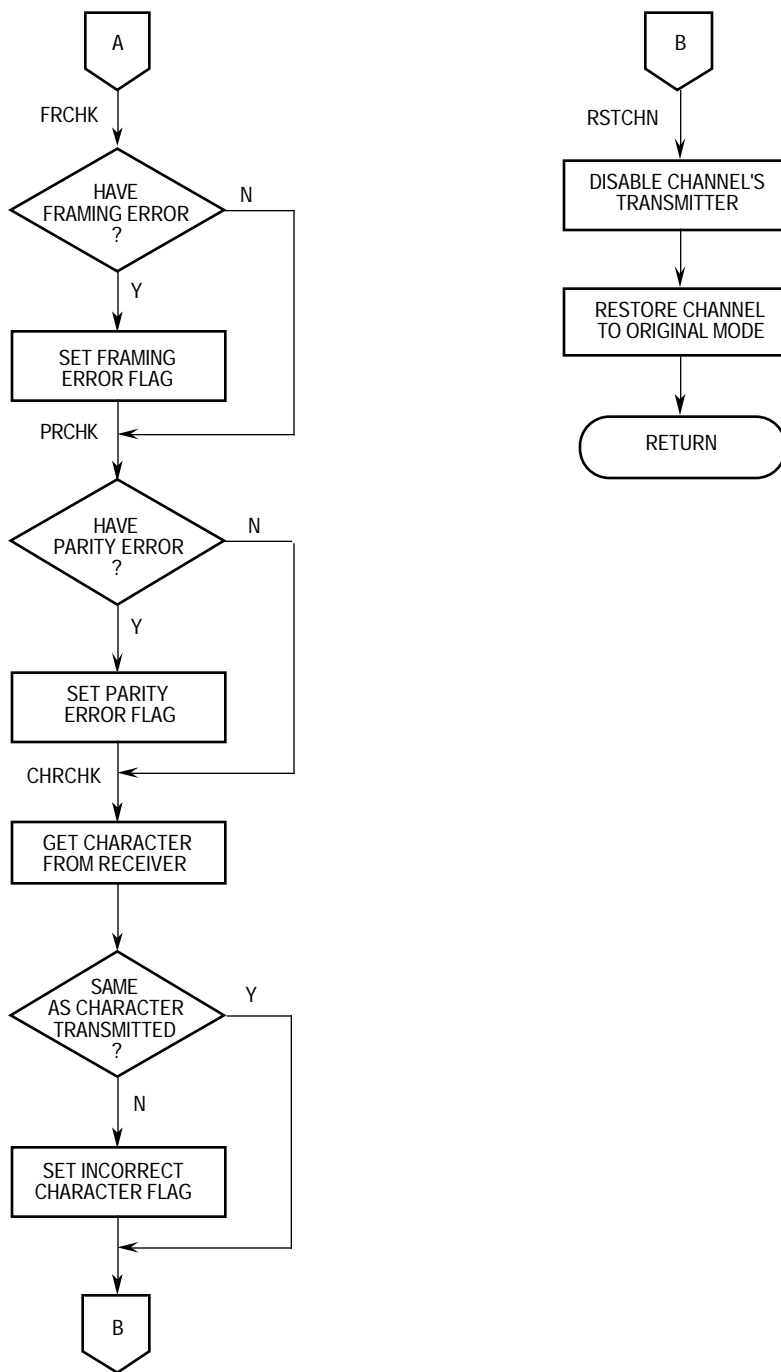 A
FRCHK
HAVE
FRAMING ERROR
?
N
Y
SET FRAMING
ERROR FLAG
PRCHK
HAVE
PARITY ERROR
?
N
Y
SET PARITY
ERROR FLAG
CHRCHK
GET CHARACTER
FROM RECEIVER
SAME
AS CHARACTER
TRANSMITTED
?
Y
N
SET INCORRECT
CHARACTER FLAG
B
B
RSTCHN
DISABLE CHANNEL'S
TRANSMITTER
RESTORE CHANNEL
TO ORIGINAL MODE
RETURN